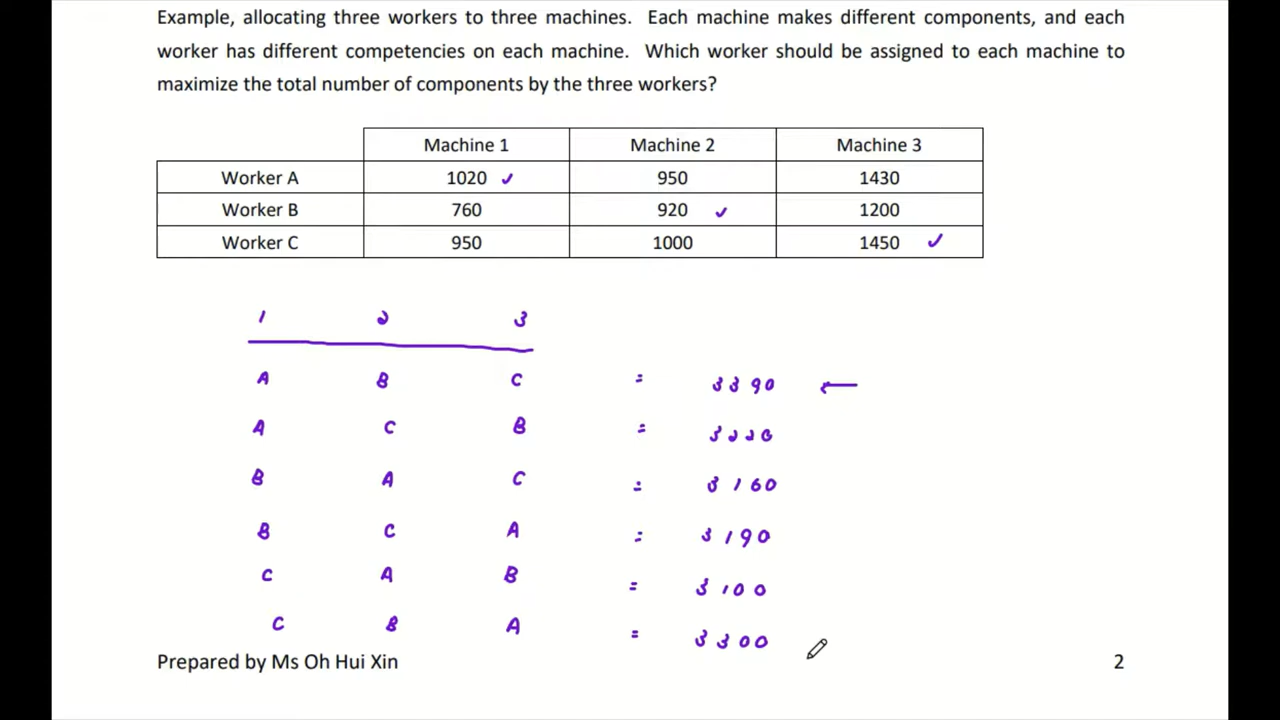 Example, allocating three workers to three machines. Each machine makes different components, and each
worker has different competencies on each machine. Which worker should be assigned to each machine to
maximize the total number of components by the three workers?
Machine 1 Machine 2 Machine 3
Worker A 1020 ✓ 950 1430
Worker B 760 920 ✓ 1200
Worker C 950 1000 1450 ✓
1 2 3
A B C = 3390 ←
A C B = 3220
B A C = 3160
B C A = 3190
C A B = 3100
C B A = 3300
Prepared by Ms Oh Hui Xin 2